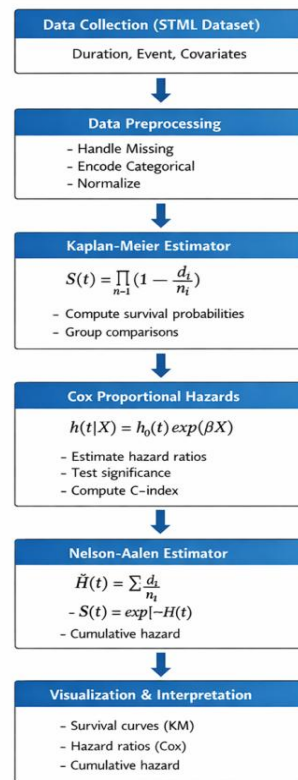 Data Collection (STML Dataset)
Duration, Event, Covariates
Data Preprocessing
- Handle Missing
- Encode Categorical
- Normalize
Kaplan-Meier Estimator
S(t) = ∏ (1 − dᵢ/nᵢ)
n−1
- Compute survival probabilities
- Group comparisons
Cox Proportional Hazards
h(t|X) = h₀(t) exp(βX)
- Estimate hazard ratios
- Test significance
- Compute C-index
Nelson-Aalen Estimator
H̆(t) = ∑ dᵢ/nᵢ
- S(t) = exp[−H(t)
- Cumulative hazard
Visualization & Interpretation
- Survival curves (KM)
- Hazard ratios (Cox)
- Cumulative hazard